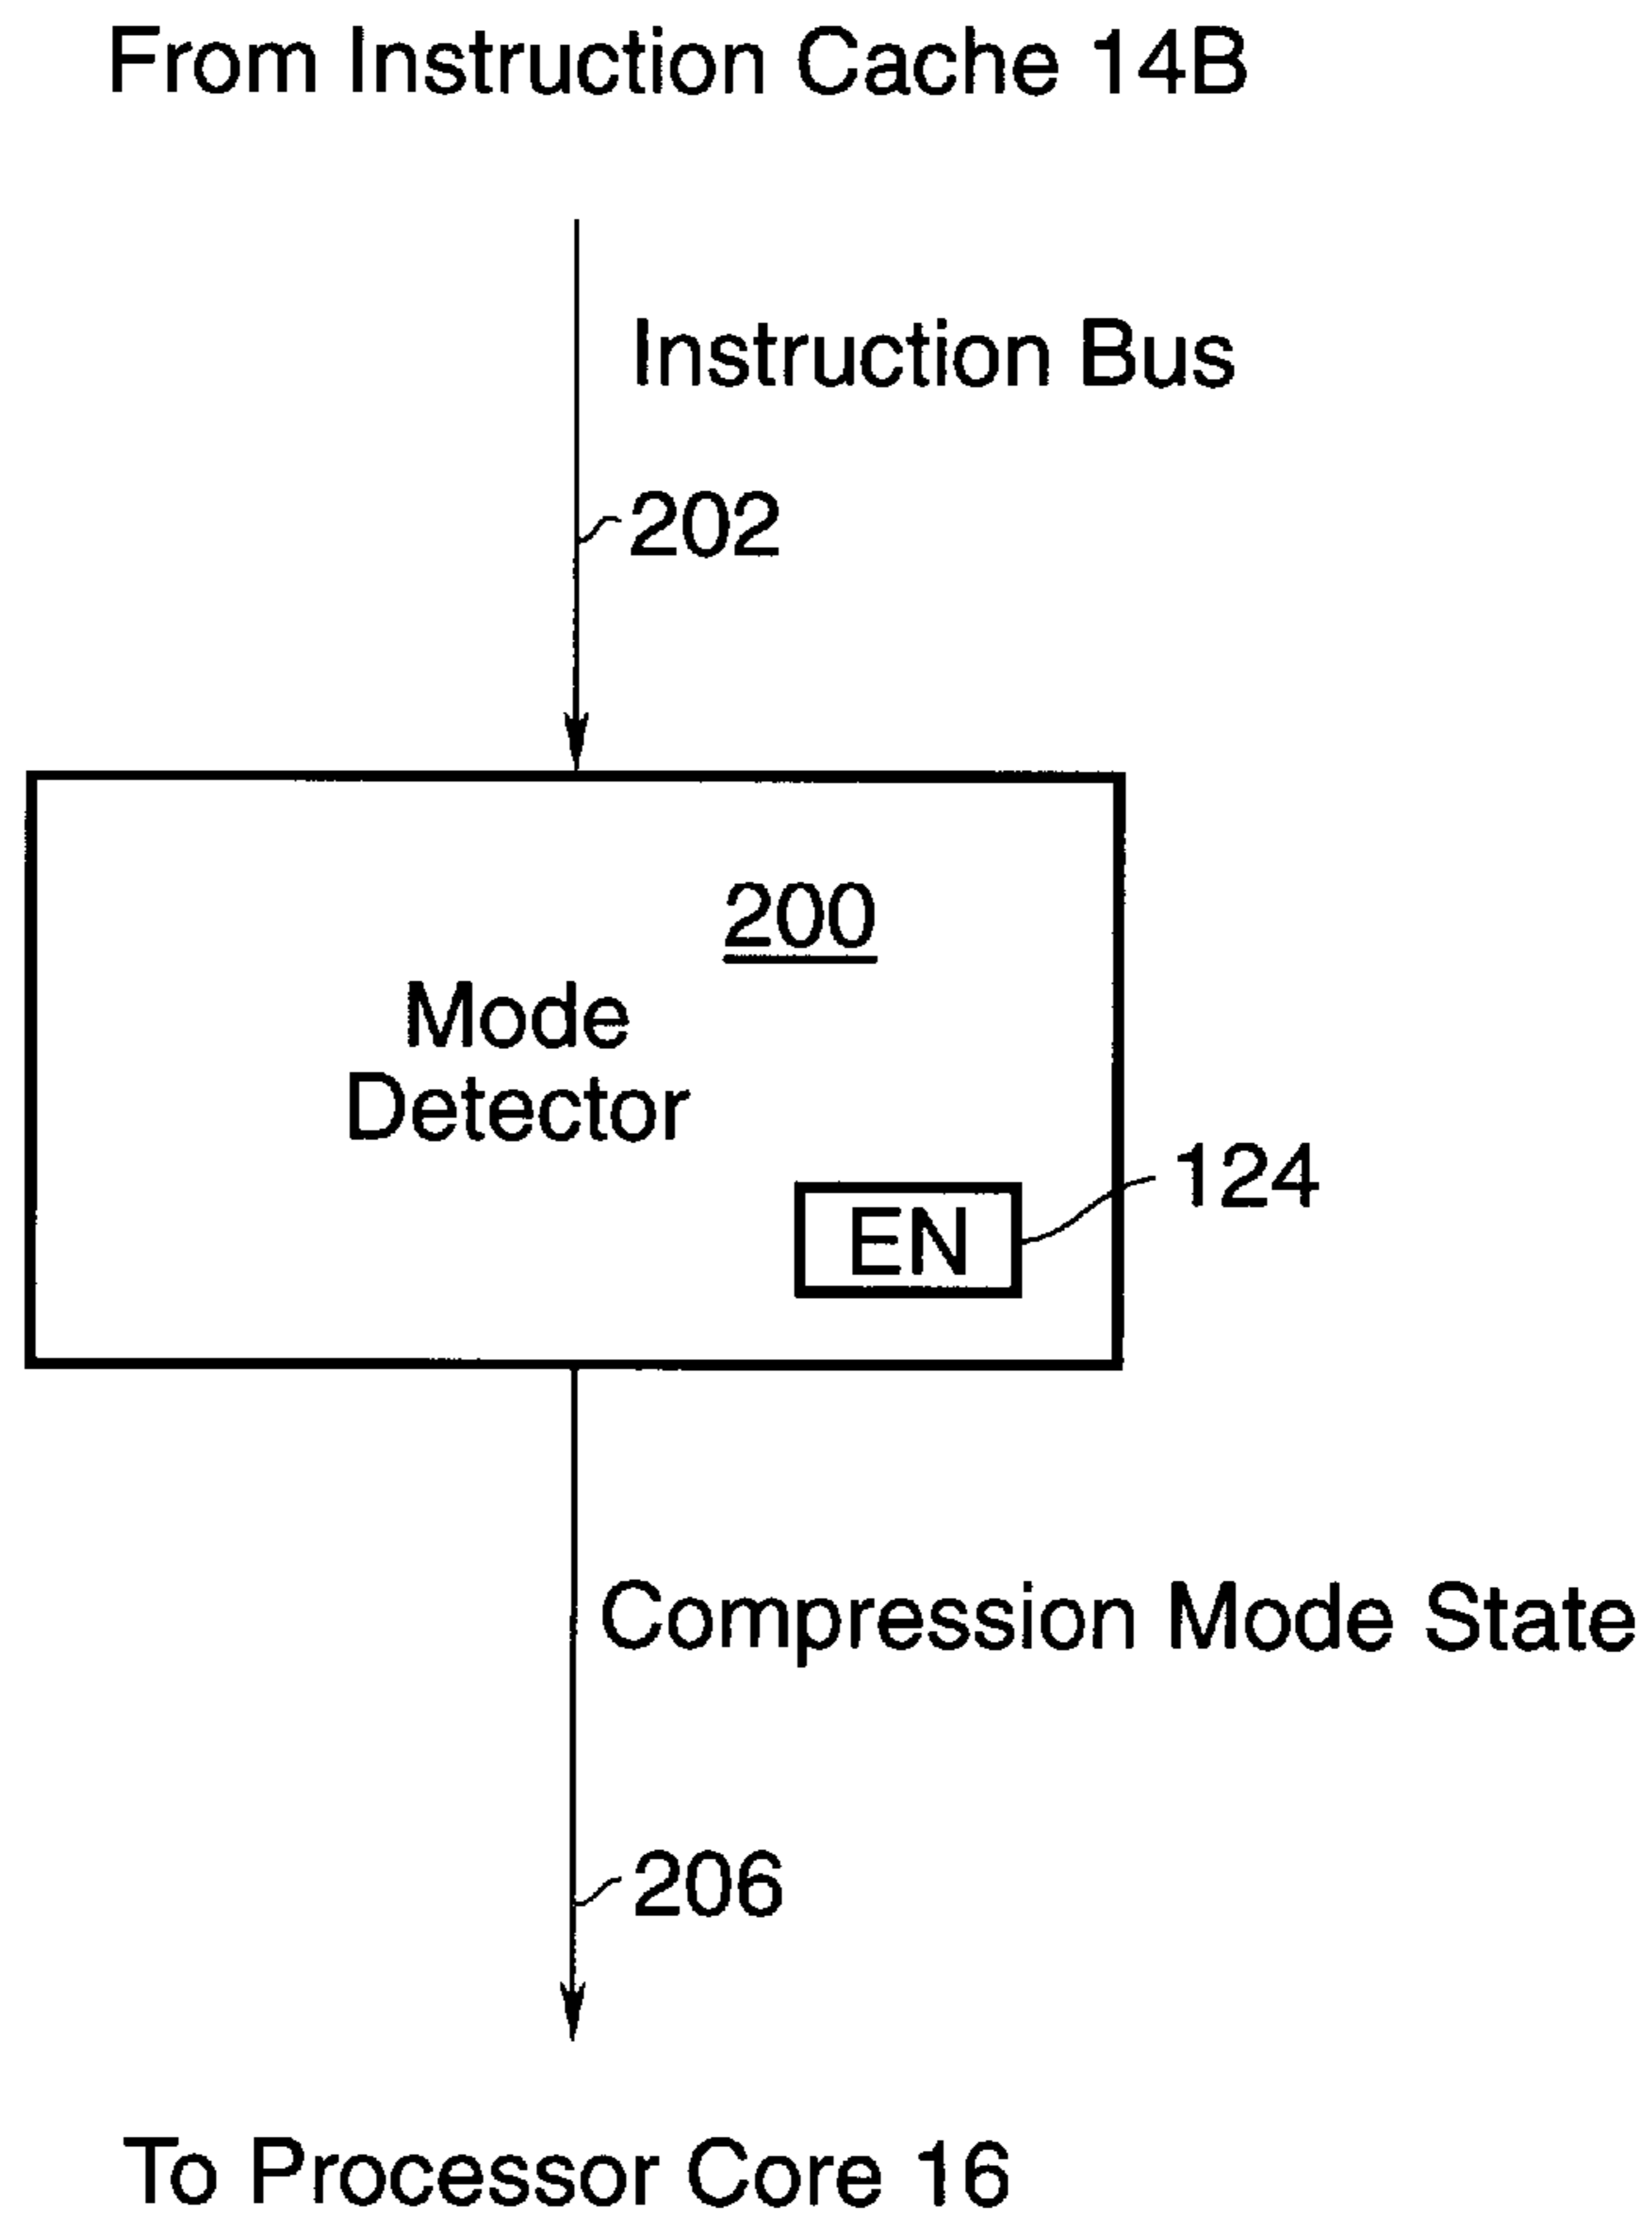 From Instruction Cache 14B
Instruction Bus
202
200
Mode
Detector
124
EN
Compression Mode State
206
To Processor Core 16